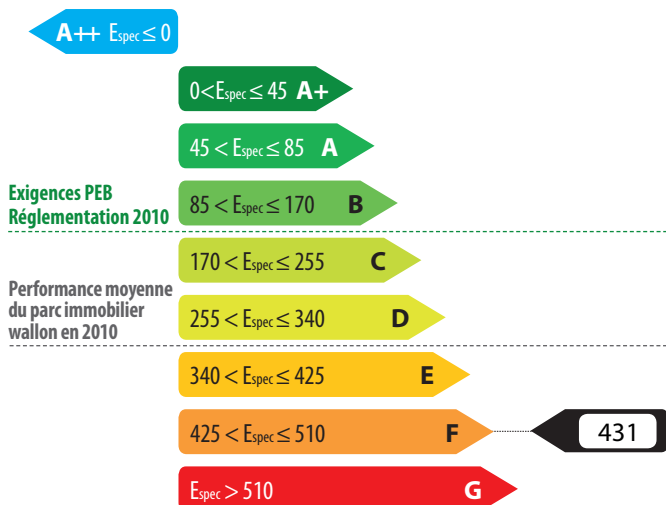 A++ Espec ≤ 0
0 < Espec ≤ 45 A+
45 < Espec ≤ 85 A
Exigences PEB
Réglementation 2010
85 < Espec ≤ 170 B
170 < Espec ≤ 255 C
Performance moyenne
du parc immobilier
wallon en 2010
255 < Espec ≤ 340 D
340 < Espec ≤ 425 E
425 < Espec ≤ 510 F
431
Espec > 510 G